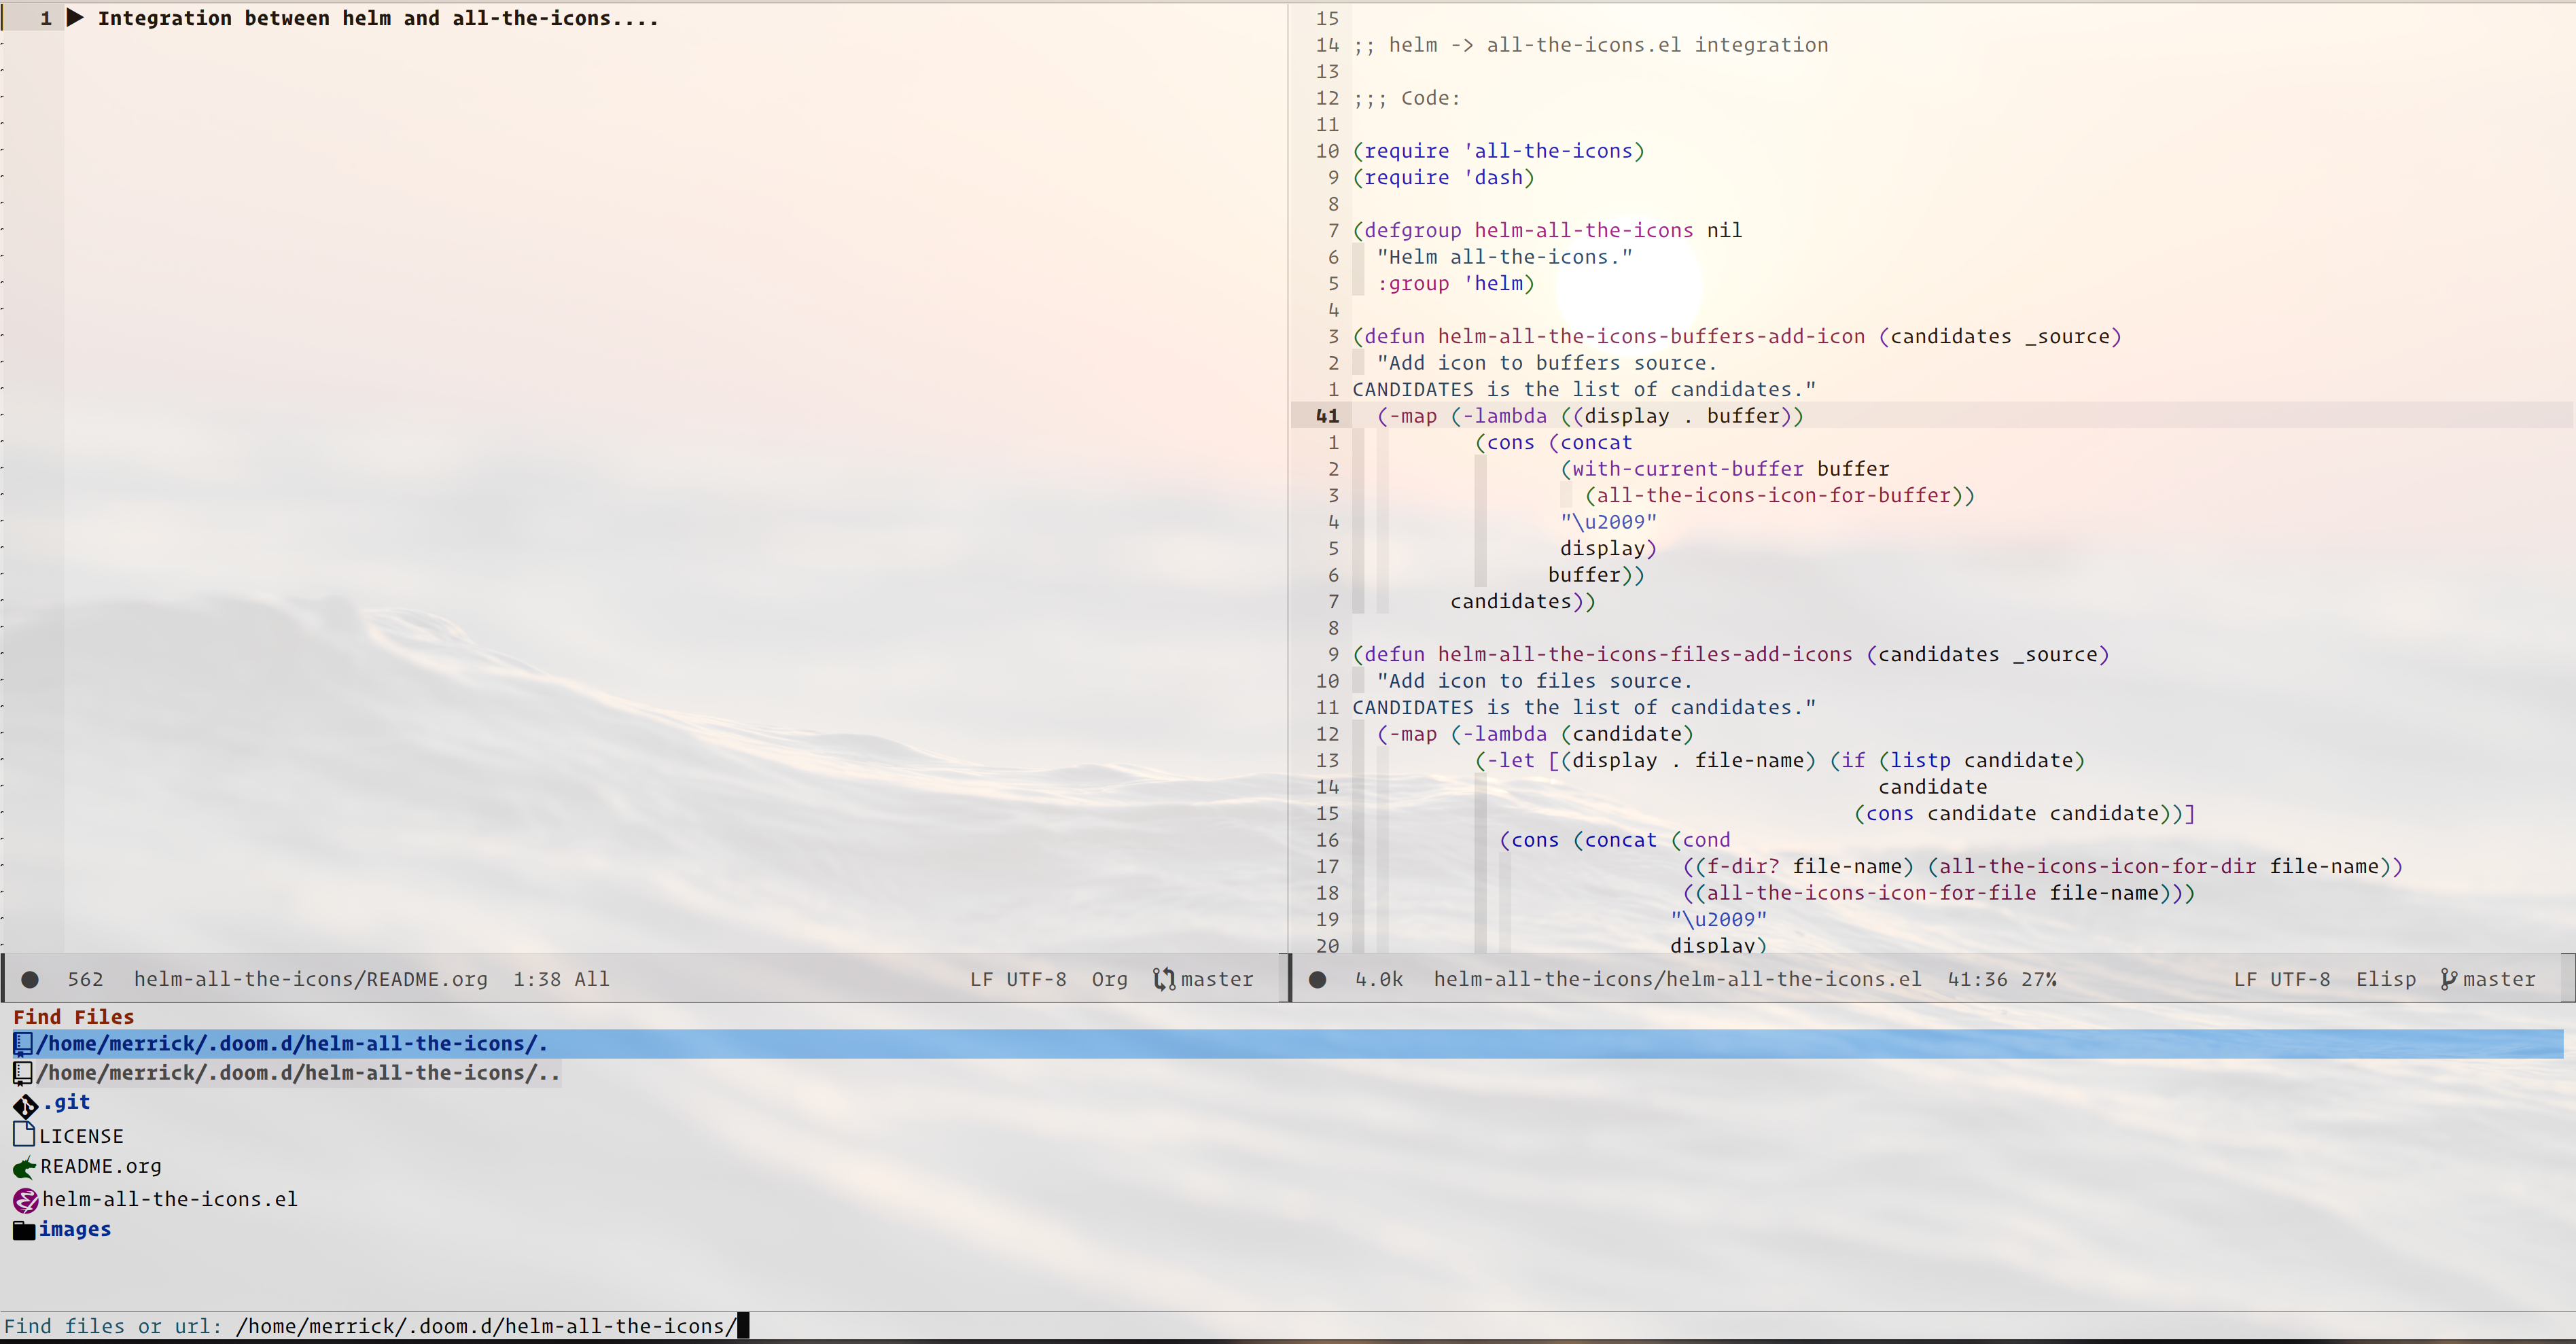 1 ▶ Integration between helm and all-the-icons....
15
14 ;; helm -> all-the-icons.el integration
13
12 ;;; Code:
11
10 (require 'all-the-icons)
9 (require 'dash)
8
7 (defgroup helm-all-the-icons nil
6 "Helm all-the-icons."
5 :group 'helm)
4
3 (defun helm-all-the-icons-buffers-add-icon (candidates _source)
2 "Add icon to buffers source.
1 CANDIDATES is the list of candidates."
41 (-map (-lambda ((display . buffer))
1 (cons (concat
2 (with-current-buffer buffer
3 (all-the-icons-icon-for-buffer))
4 "\u2009"
5 display)
6 buffer))
7 candidates))
8
9 (defun helm-all-the-icons-files-add-icons (candidates _source)
10 "Add icon to files source.
11 CANDIDATES is the list of candidates."
12 (-map (-lambda (candidate)
13 (-let [(display . file-name) (if (listp candidate)
14 candidate
15 (cons candidate candidate))]
16 (cons (concat (cond
17 ((f-dir? file-name) (all-the-icons-icon-for-dir file-name))
18 ((all-the-icons-icon-for-file file-name)))
19 "\u2009"
20 display)
● 562 helm-all-the-icons/README.org 1:38 All LF UTF-8 Org master
● 4.0k helm-all-the-icons/helm-all-the-icons.el 41:36 27% LF UTF-8 Elisp master
Find Files
/home/merrick/.doom.d/helm-all-the-icons/.
/home/merrick/.doom.d/helm-all-the-icons/..
.git
LICENSE
README.org
helm-all-the-icons.el
images
Find files or url: /home/merrick/.doom.d/helm-all-the-icons/